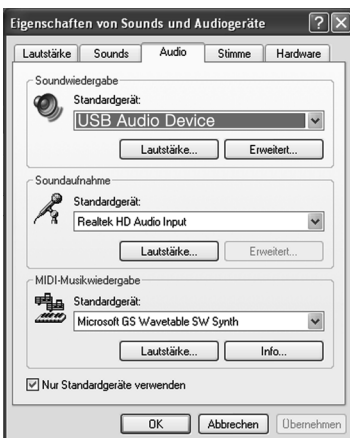 Eigenschaften von Sounds und Audiogeräte
Lautstärke Sounds Audio Stimme Hardware
Soundwiedergabe
Standardgerät:
USB Audio Device
Lautstärke... Erweitert...
Soundaufnahme
Standardgerät:
Realtek HD Audio Input
Lautstärke... Erweitert...
MIDI-Musikwiedergabe
Standardgerät:
Microsoft GS Wavetable SW Synth
Lautstärke... Info...
Nur Standardgeräte verwenden
OK Abbrechen Übernehmen